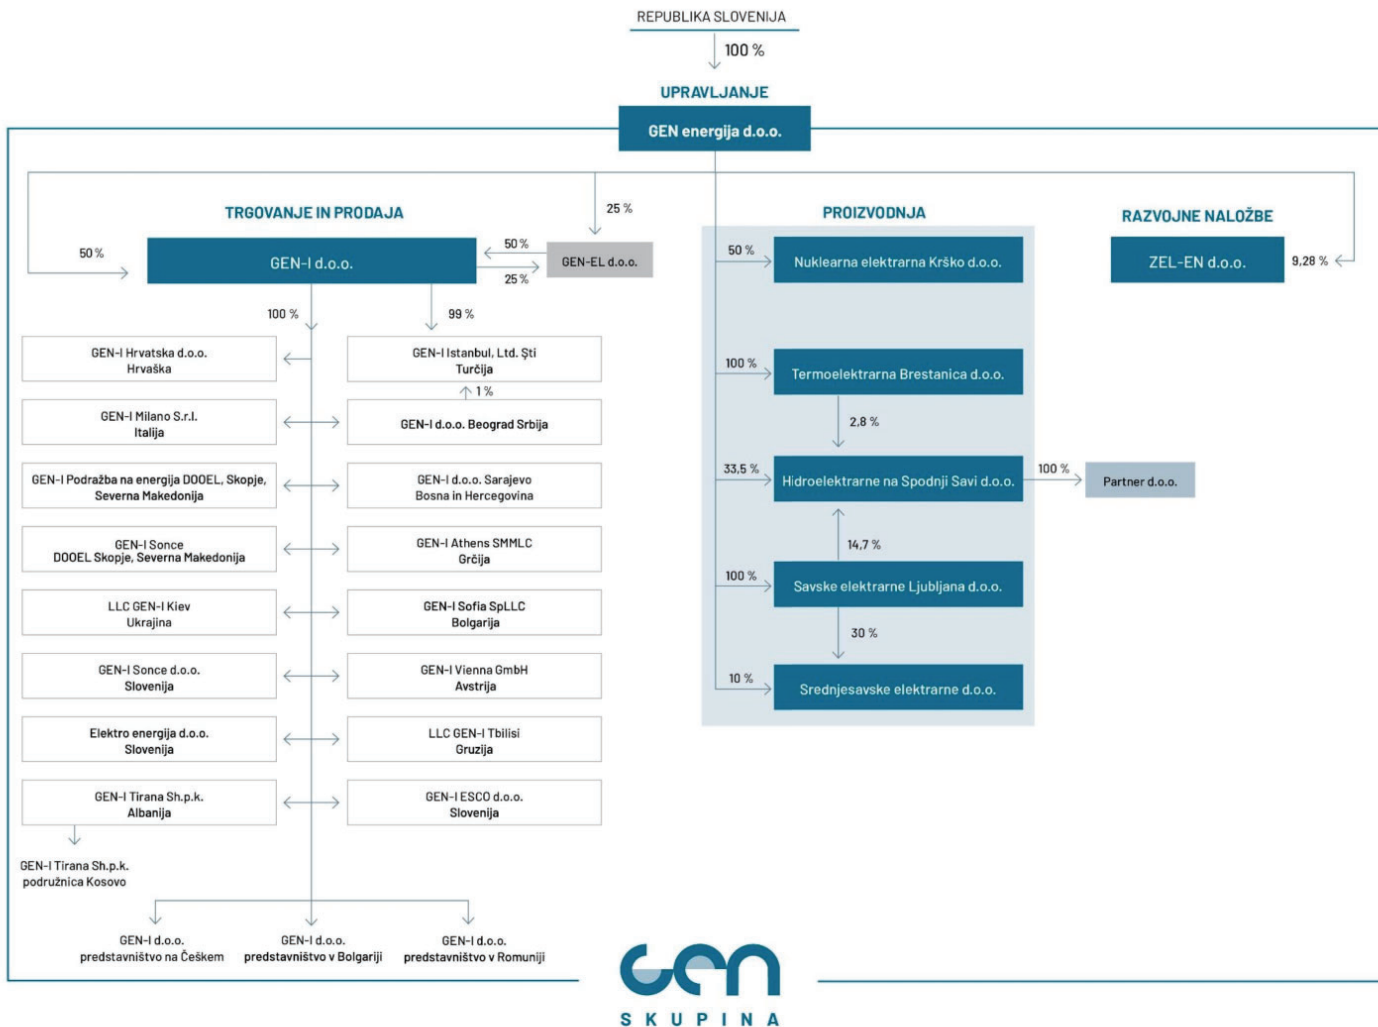 REPUBLIKA SLOVENIJA
100 %
UPRAVLJANJE
GEN energija d.o.o.
TRGOVANJE IN PRODAJA
25 %
50 %
GEN-I d.o.o.
50 %
25 %
GEN-EL d.o.o.
100 %
99 %
GEN-I Hrvatska d.o.o.
Hrvaška
GEN-I Istanbul, Ltd. Şti
Turčija
1 %
GEN-I Milano S.r.l.
Italija
GEN-I d.o.o. Beograd Srbija
GEN-I Podražba na energija DOOEL, Skopje,
Severna Makedonija
GEN-I d.o.o. Sarajevo
Bosna in Hercegovina
GEN-I Sonce
DOOEL Skopje, Severna Makedonija
GEN-I Athens SMMLC
Grčija
LLC GEN-I Kiev
Ukrajina
GEN-I Sofia SpLLC
Bolgarija
GEN-I Sonce d.o.o.
Slovenija
GEN-I Vienna GmbH
Avstrija
Elektro energija d.o.o.
Slovenija
LLC GEN-I Tbilisi
Gruzija
GEN-I Tirana Sh.p.k.
Albanija
GEN-I ESCO d.o.o.
Slovenija
GEN-I Tirana Sh.p.k.
podružnica Kosovo
GEN-I d.o.o.
predstavništvo na Češkem
GEN-I d.o.o.
predstavništvo v Bolgariji
GEN-I d.o.o.
predstavništvo v Romuniji
PROIZVODNJA
50 %
Nuklearna elektrarna Krško d.o.o.
100 %
Termoelektrarna Brestanica d.o.o.
2,8 %
33,5 %
Hidroelektrarne na Spodnji Savi d.o.o.
100 %
Partner d.o.o.
14,7 %
100 %
Savske elektrarne Ljubljana d.o.o.
30 %
10 %
Srednjesavske elektrarne d.o.o.
RAZVOJNE NALOŽBE
ZEL-EN d.o.o.
9,28 %
gen
SKUPINA